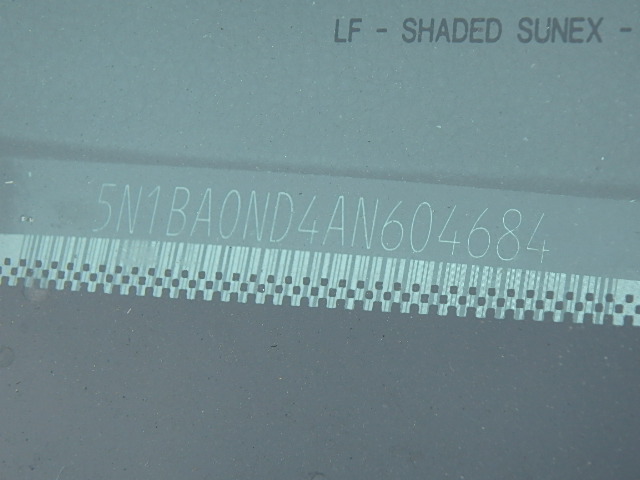 LF - SHADED SUNEX -
5N1BA0ND4AN604684